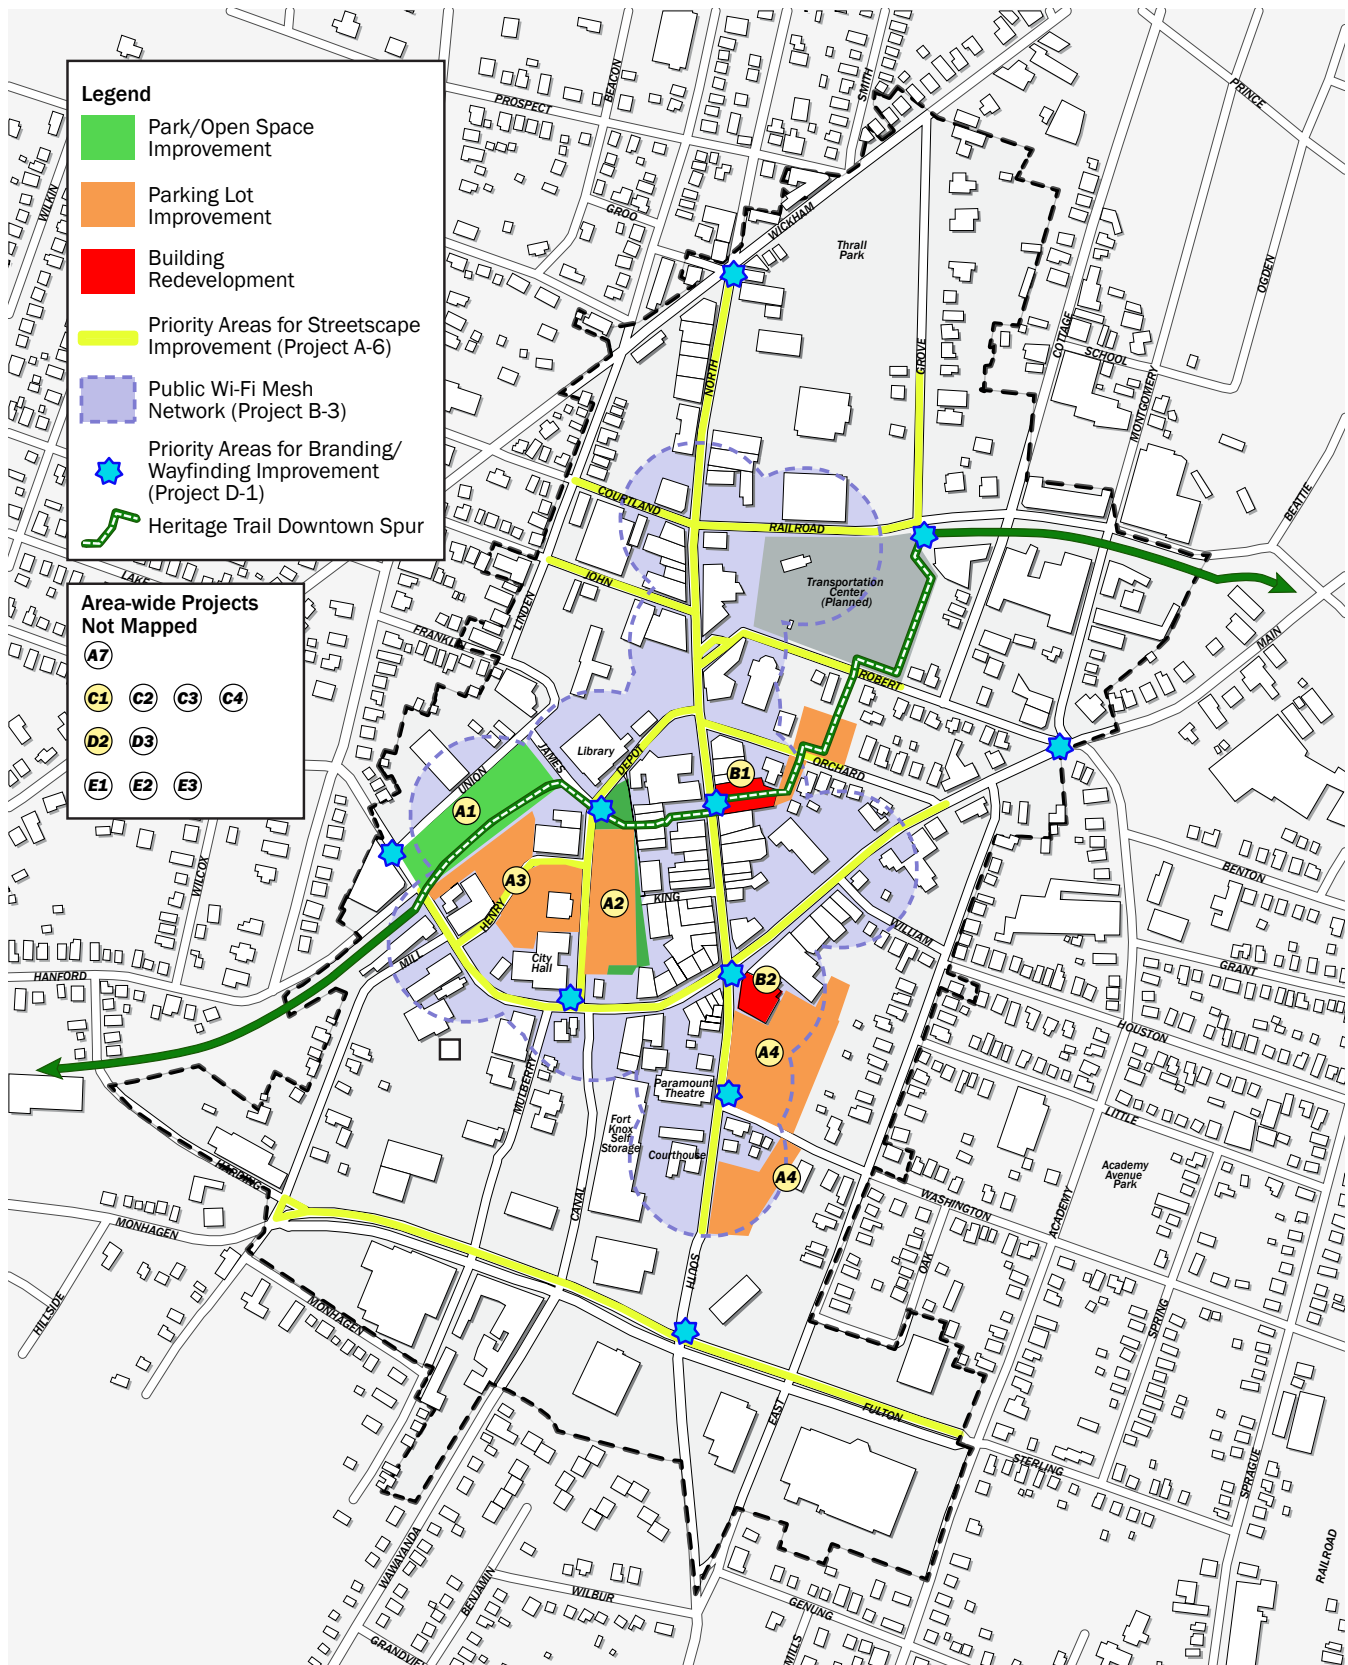 Legend
Park/Open Space
Improvement
Parking Lot
Improvement
Building
Redevelopment
Priority Areas for Streetscape
Improvement (Project A-6)
Public Wi-Fi Mesh
Network (Project B-3)
Priority Areas for Branding/
Wayfinding Improvement
(Project D-1)
Heritage Trail Downtown Spur
Area-wide Projects
Not Mapped
A7
C1 C2 C3 C4
D2 D3
E1 E2 E3
PROSPECT
BEACON
SMITH
PRINCE
WILKIN
GROO
WICKHAM
Thrall
Park
OGDEN
COTTAGE
SCHOOL
GROVE
NORTH
MONTGOMERY
COURTLAND
RAILROAD
BEATTIE
JOHN
LAKE
Transportation
Center
(Planned)
LINDEN
FRANKLIN
MAIN
ROBERT
JAMES
Library
DEPOT
UNION
ORCHARD
B1
A1
WILCOX
BENTON
A3
A2
KING
HENRY
WILLIAM
MILL
City
Hall
B2
HANFORD
GRANT
HOUSTON
A4
MULBERRY
Paramount
Theatre
LITTLE
Fort
Knox
Self
Storage
Courthouse
A4
Academy
Avenue
Park
HARDING
WASHINGTON
ACADEMY
CANAL
MONHAGEN
SOUTH
OAK
HILLSIDE
MONHAGEN
SPRING
EAST
FULTON
STERLING
SPRAGUE
WAWAYANDA
BENJAMIN
WILBUR
GENUNG
RAILROAD
MILLS
GRANDVIEW